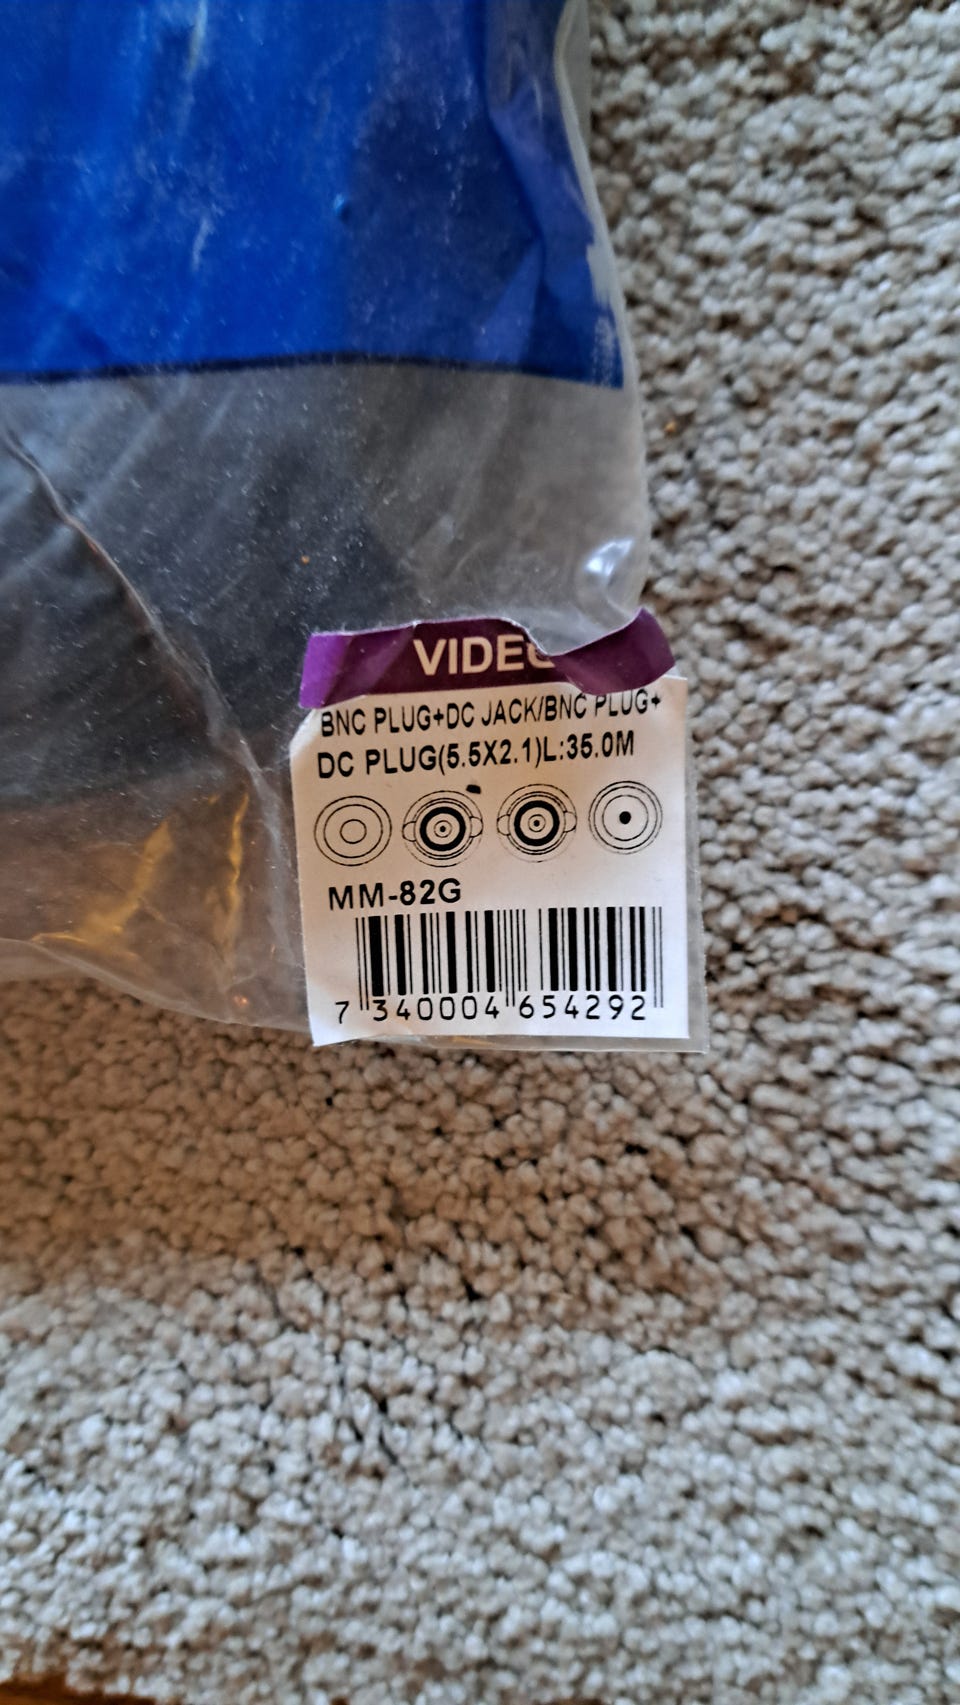 VIDEO
BNC PLUG+DC JACK/BNC PLUG+
DC PLUG(5.5X2.1)L:35.0M
MM-82G
7 340004 654292